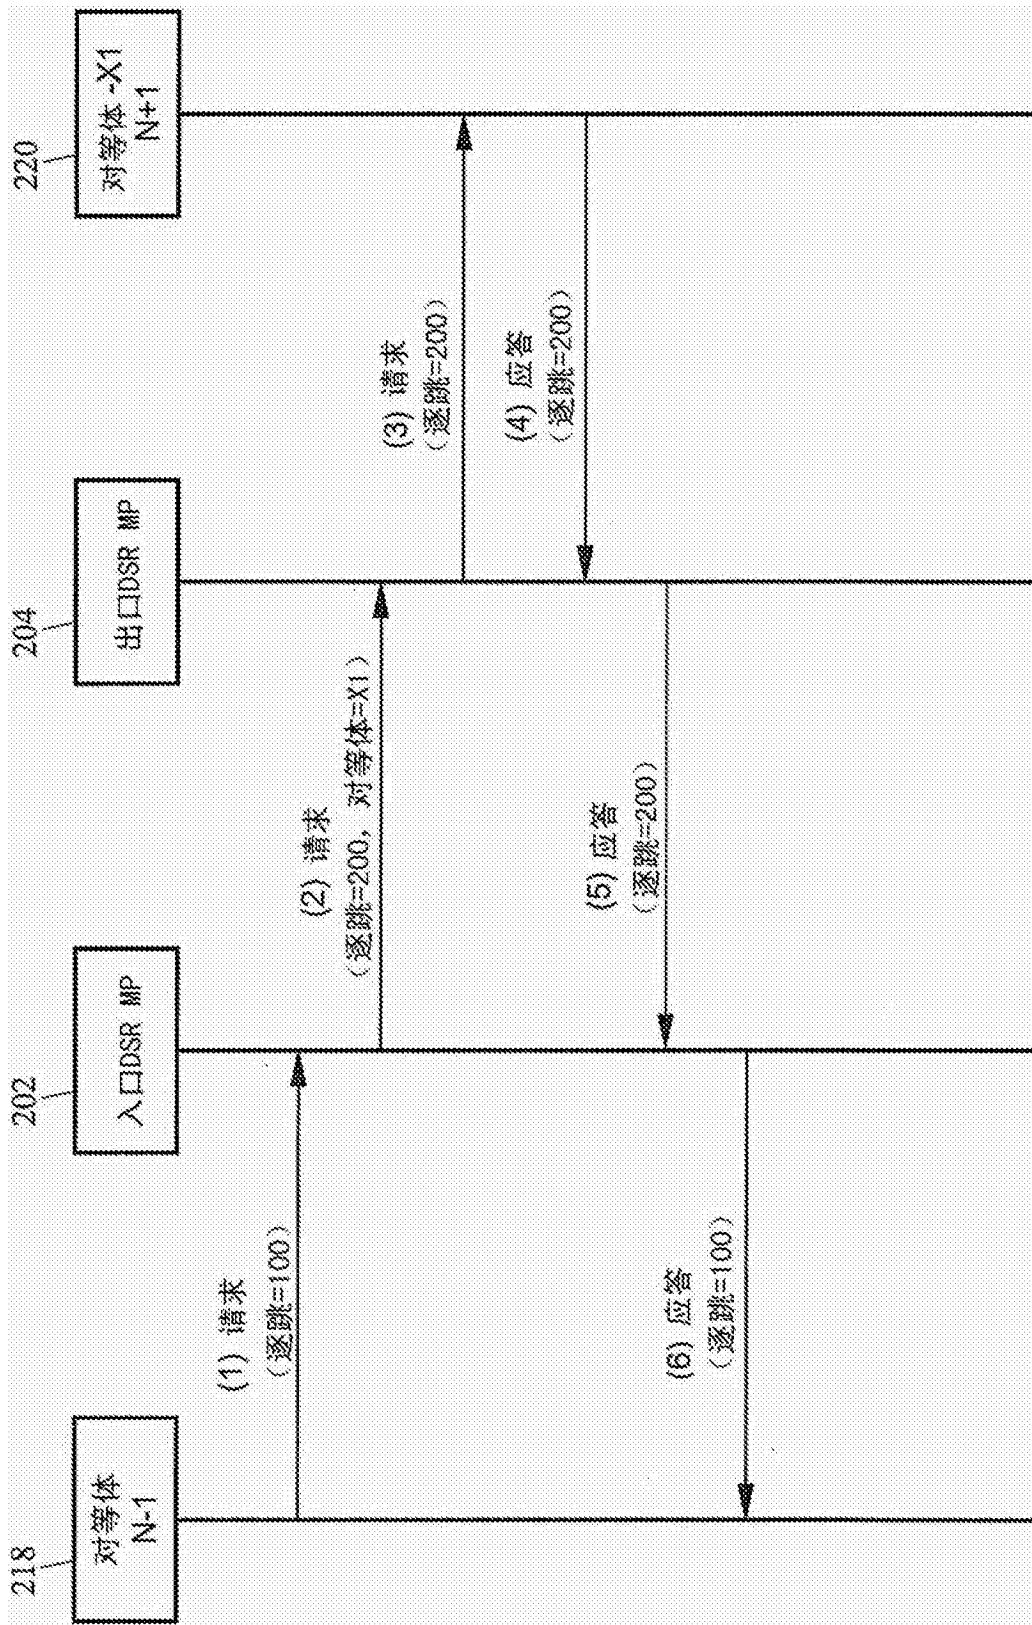 218
对等体
N-1
202
入口DSR MP
204
出口DSR MP
220
对等体 -X1
N+1
(1) 请求
(逐跳=100)
(2) 请求
(逐跳=200, 对等体=X1)
(3) 请求
(逐跳=200)
(4) 应答
(逐跳=200)
(5) 应答
(逐跳=200)
(6) 应答
(逐跳=100)